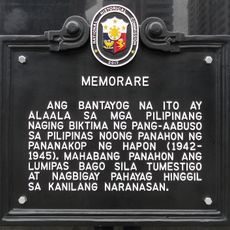 MEMORARE
ANG BANTAYOG NA ITO AY
ALAALA SA MGA PILIPINANG
NAGING BIKTIMA NG PANG-AABUSO
SA PILIPINAS NOONG PANAHON NG
PANANAKOP NG HAPON (1942-
1945). MAHABANG PANAHON ANG
LUMIPAS BAGO SILA TUMESTIGO
AT NAGBIGAY PAHAYAG HINGGIL
SA KANILANG NARANASAN.